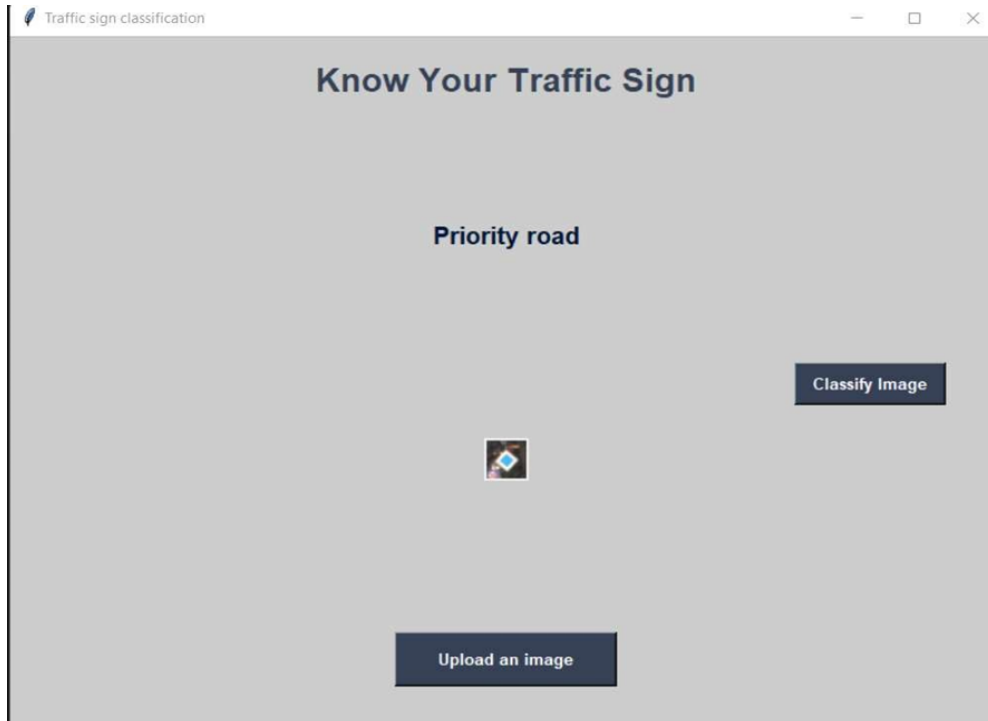 Traffic sign classification
Know Your Traffic Sign
Priority road
Classify Image
Upload an image